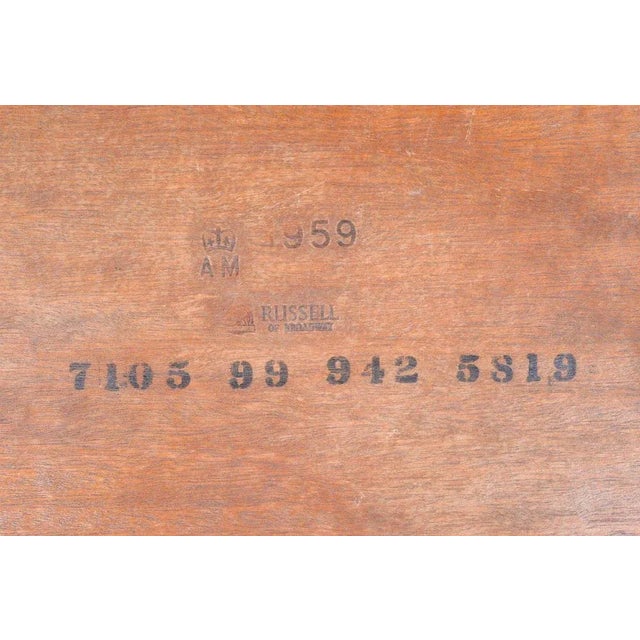 1959
AM
RUSSELL
OF BROADWAY
7105 99 942 5819